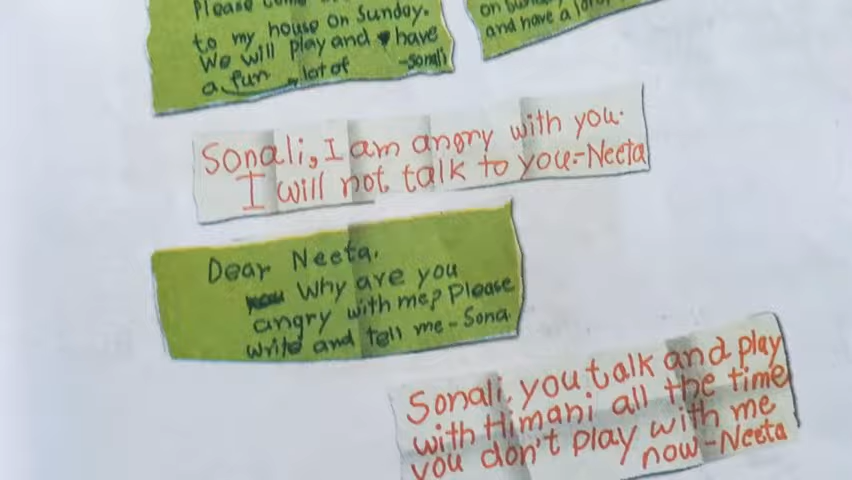 Please
to my house on Sunday.
We will play and have
a fun lot of -Sonali
on
and have a
Sonali, I am angry with you.
I will not talk to you.-Neeta
Dear Neeta.
Why are you
angry with me? Please
write and tell me - Sona
Sonali, you talk and play
with Himani all the time
you don't play with me
now -Neeta